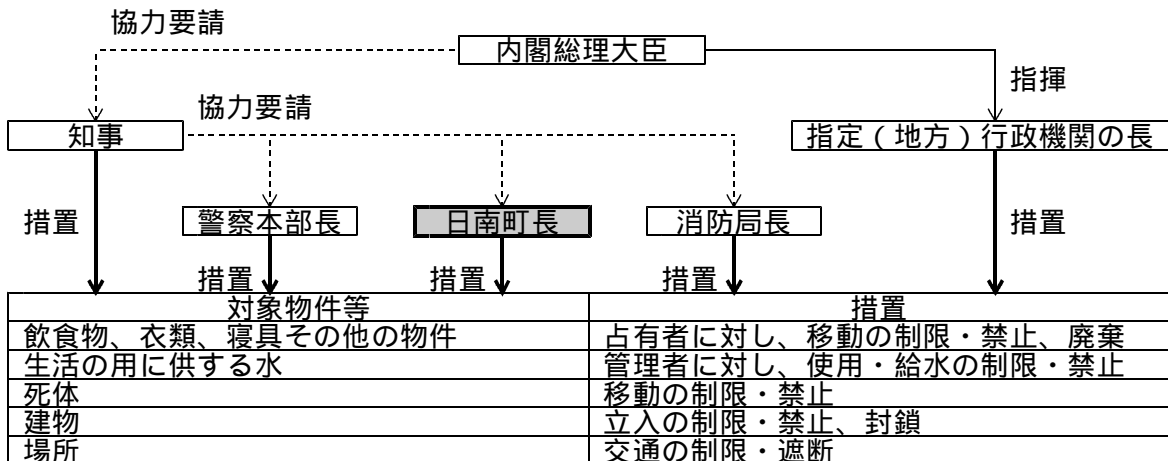 協力要請
内閣総理大臣
指揮
協力要請
知事
指定(地方)行政機関の長
措置
警察本部長
日南町長
消防局長
措置
措置
措置
措置
対象物件等
措置
飲食物、衣類、寝具その他の物件
占有者に対し、移動の制限・禁止、廃棄
生活の用に供する水
管理者に対し、使用・給水の制限・禁止
死体
移動の制限・禁止
建物
立入の制限・禁止、封鎖
場所
交通の制限・遮断